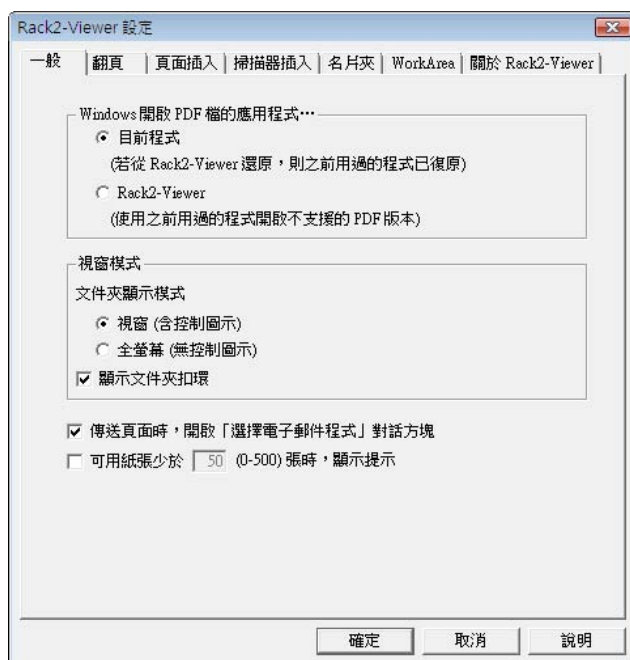 Rack2-Viewer 設定
一般 翻頁 頁面插入 掃描器插入 名片夾 WorkArea 關於 Rack2-Viewer
Windows 開啟 PDF 檔的應用程式…
目前程式
(若從 Rack2-Viewer 還原，則之前用過的程式已復原)
Rack2-Viewer
(使用之前用過的程式開啟不支援的 PDF 版本)
視窗模式
文件夾顯示模式
視窗 (含控制圖示)
全螢幕 (無控制圖示)
顯示文件夾扣環
傳送頁面時，開啟「選擇電子郵件程式」對話方塊
可用紙張少於 50 (0-500) 張時，顯示提示
確定 取消 說明